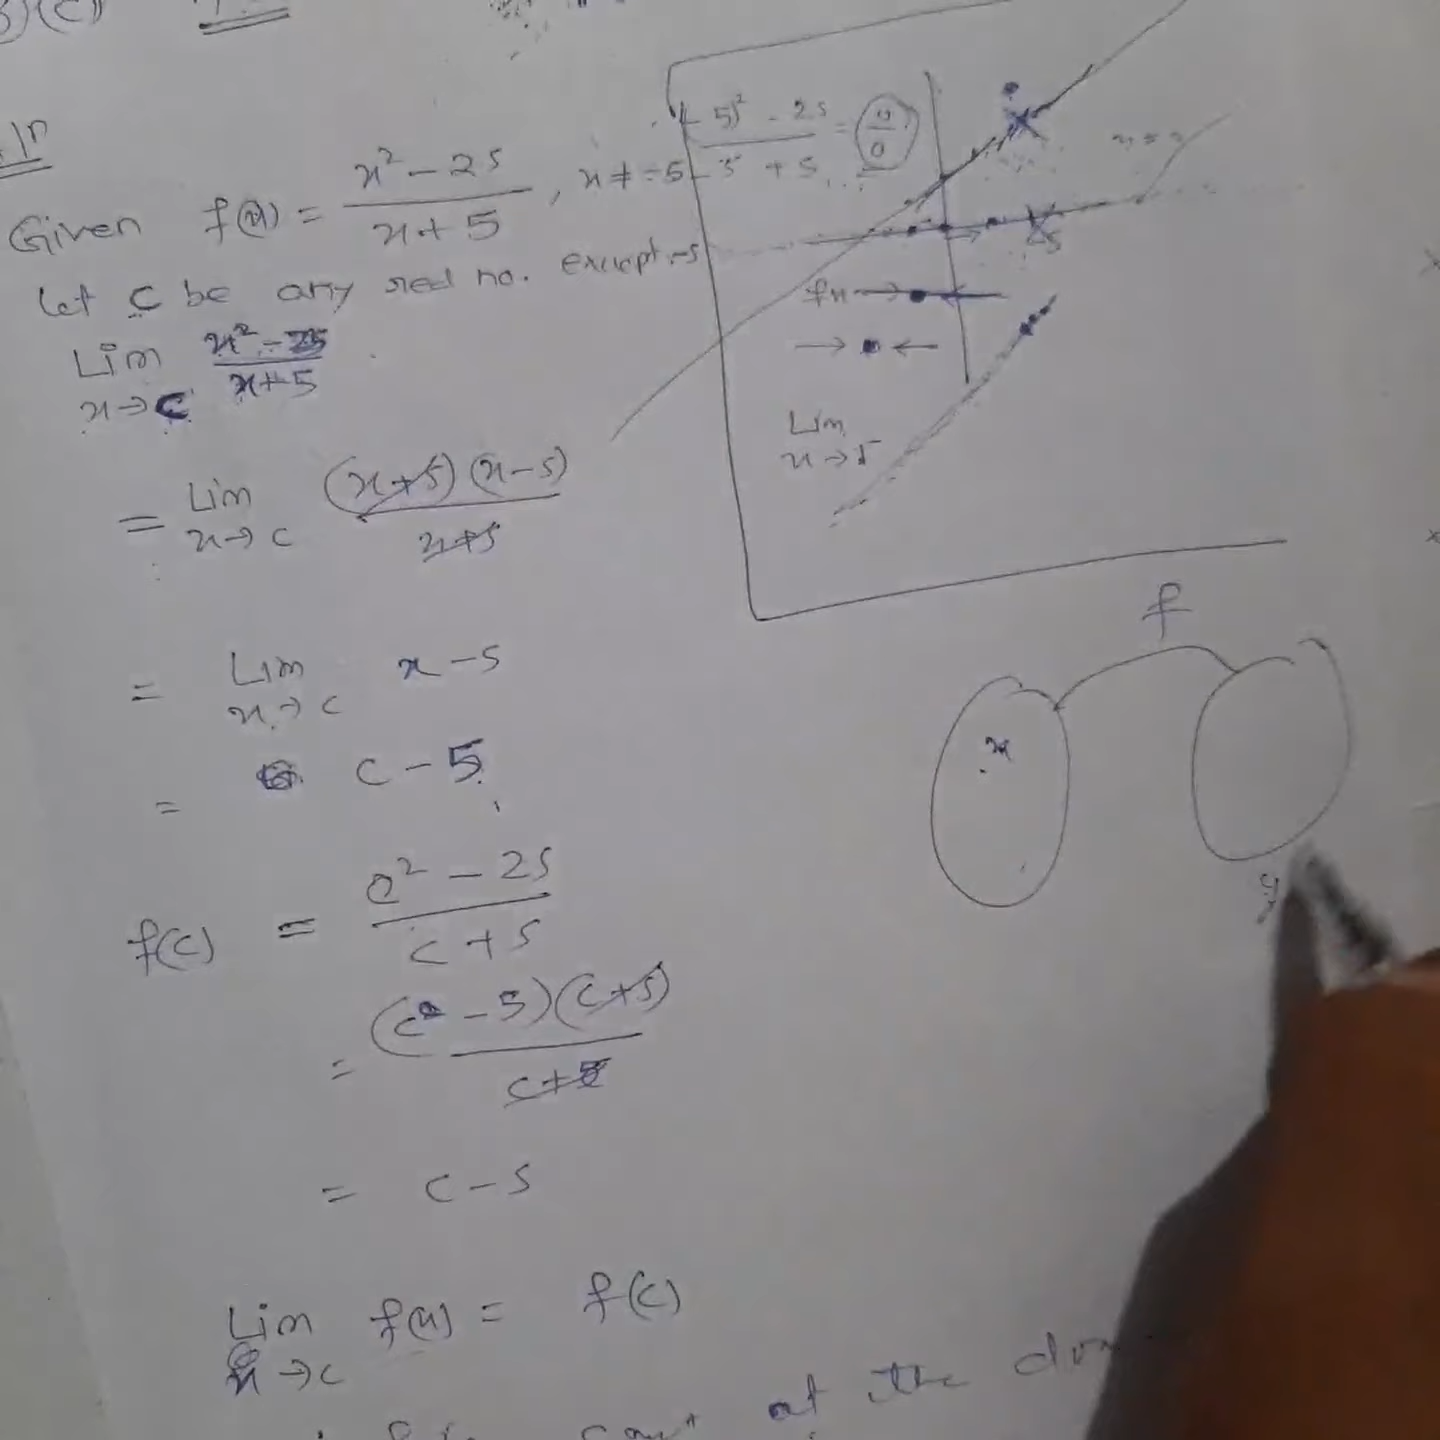 Given f(x) = x² - 25 / x + 5 , x ≠ -5
Let c be any real no. except -5
Lim x→c x² - 25 / x + 5
= Lim x→c (x+5)(x-5) / x+5
= Lim x→c x - 5
= c - 5
f(c) = c² - 25 / c + 5
= (c - 5)(c+5) / c+5
= c - 5
Lim x→c f(x) = f(c)
at the
(-5)² - 25 / -5 + 5 = 0/0
fx
Lim x→5
f
x
y